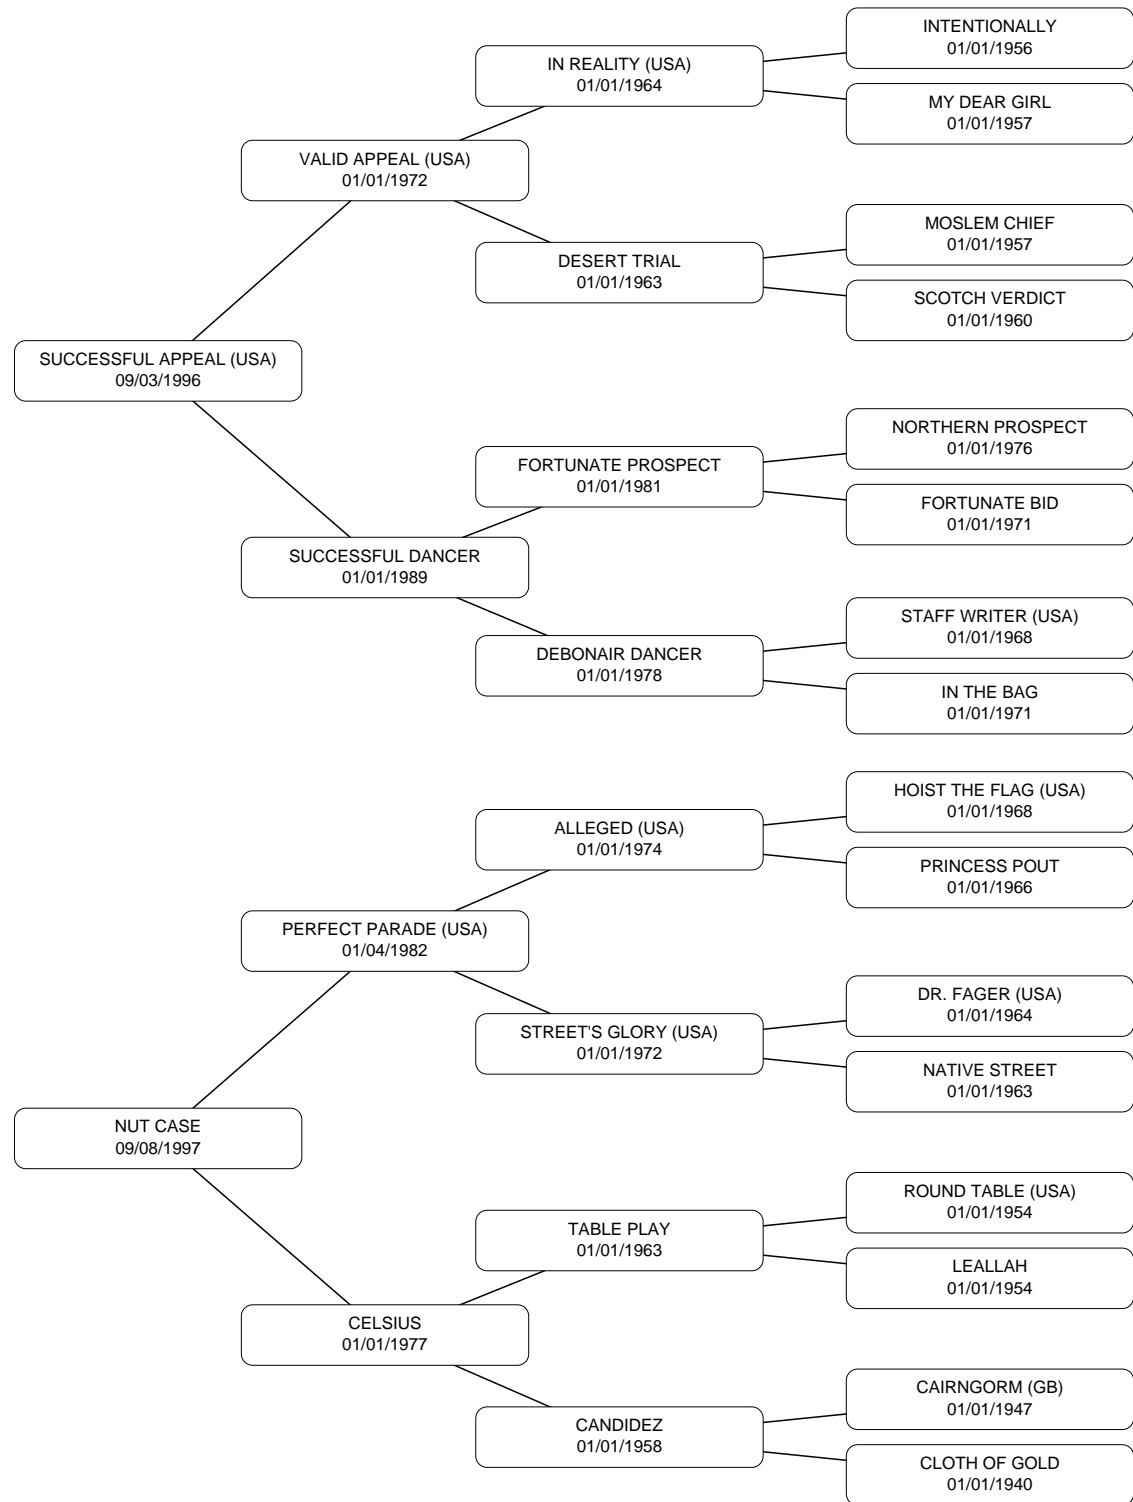 INTENTIONALLY
01/01/1956
IN REALITY (USA)
01/01/1964
MY DEAR GIRL
01/01/1957
VALID APPEAL (USA)
01/01/1972
MOSLEM CHIEF
01/01/1957
DESERT TRIAL
01/01/1963
SCOTCH VERDICT
01/01/1960
SUCCESSFUL APPEAL (USA)
09/03/1996
NORTHERN PROSPECT
01/01/1976
FORTUNATE PROSPECT
01/01/1981
FORTUNATE BID
01/01/1971
SUCCESSFUL DANCER
01/01/1989
STAFF WRITER (USA)
01/01/1968
DEBONAIR DANCER
01/01/1978
IN THE BAG
01/01/1971
HOIST THE FLAG (USA)
01/01/1968
ALLEGED (USA)
01/01/1974
PRINCESS POUT
01/01/1966
PERFECT PARADE (USA)
01/04/1982
DR. FAGER (USA)
01/01/1964
STREET'S GLORY (USA)
01/01/1972
NATIVE STREET
01/01/1963
NUT CASE
09/08/1997
ROUND TABLE (USA)
01/01/1954
TABLE PLAY
01/01/1963
LEALLAH
01/01/1954
CELSIUS
01/01/1977
CAIRNGORM (GB)
01/01/1947
CANDIDEZ
01/01/1958
CLOTH OF GOLD
01/01/1940